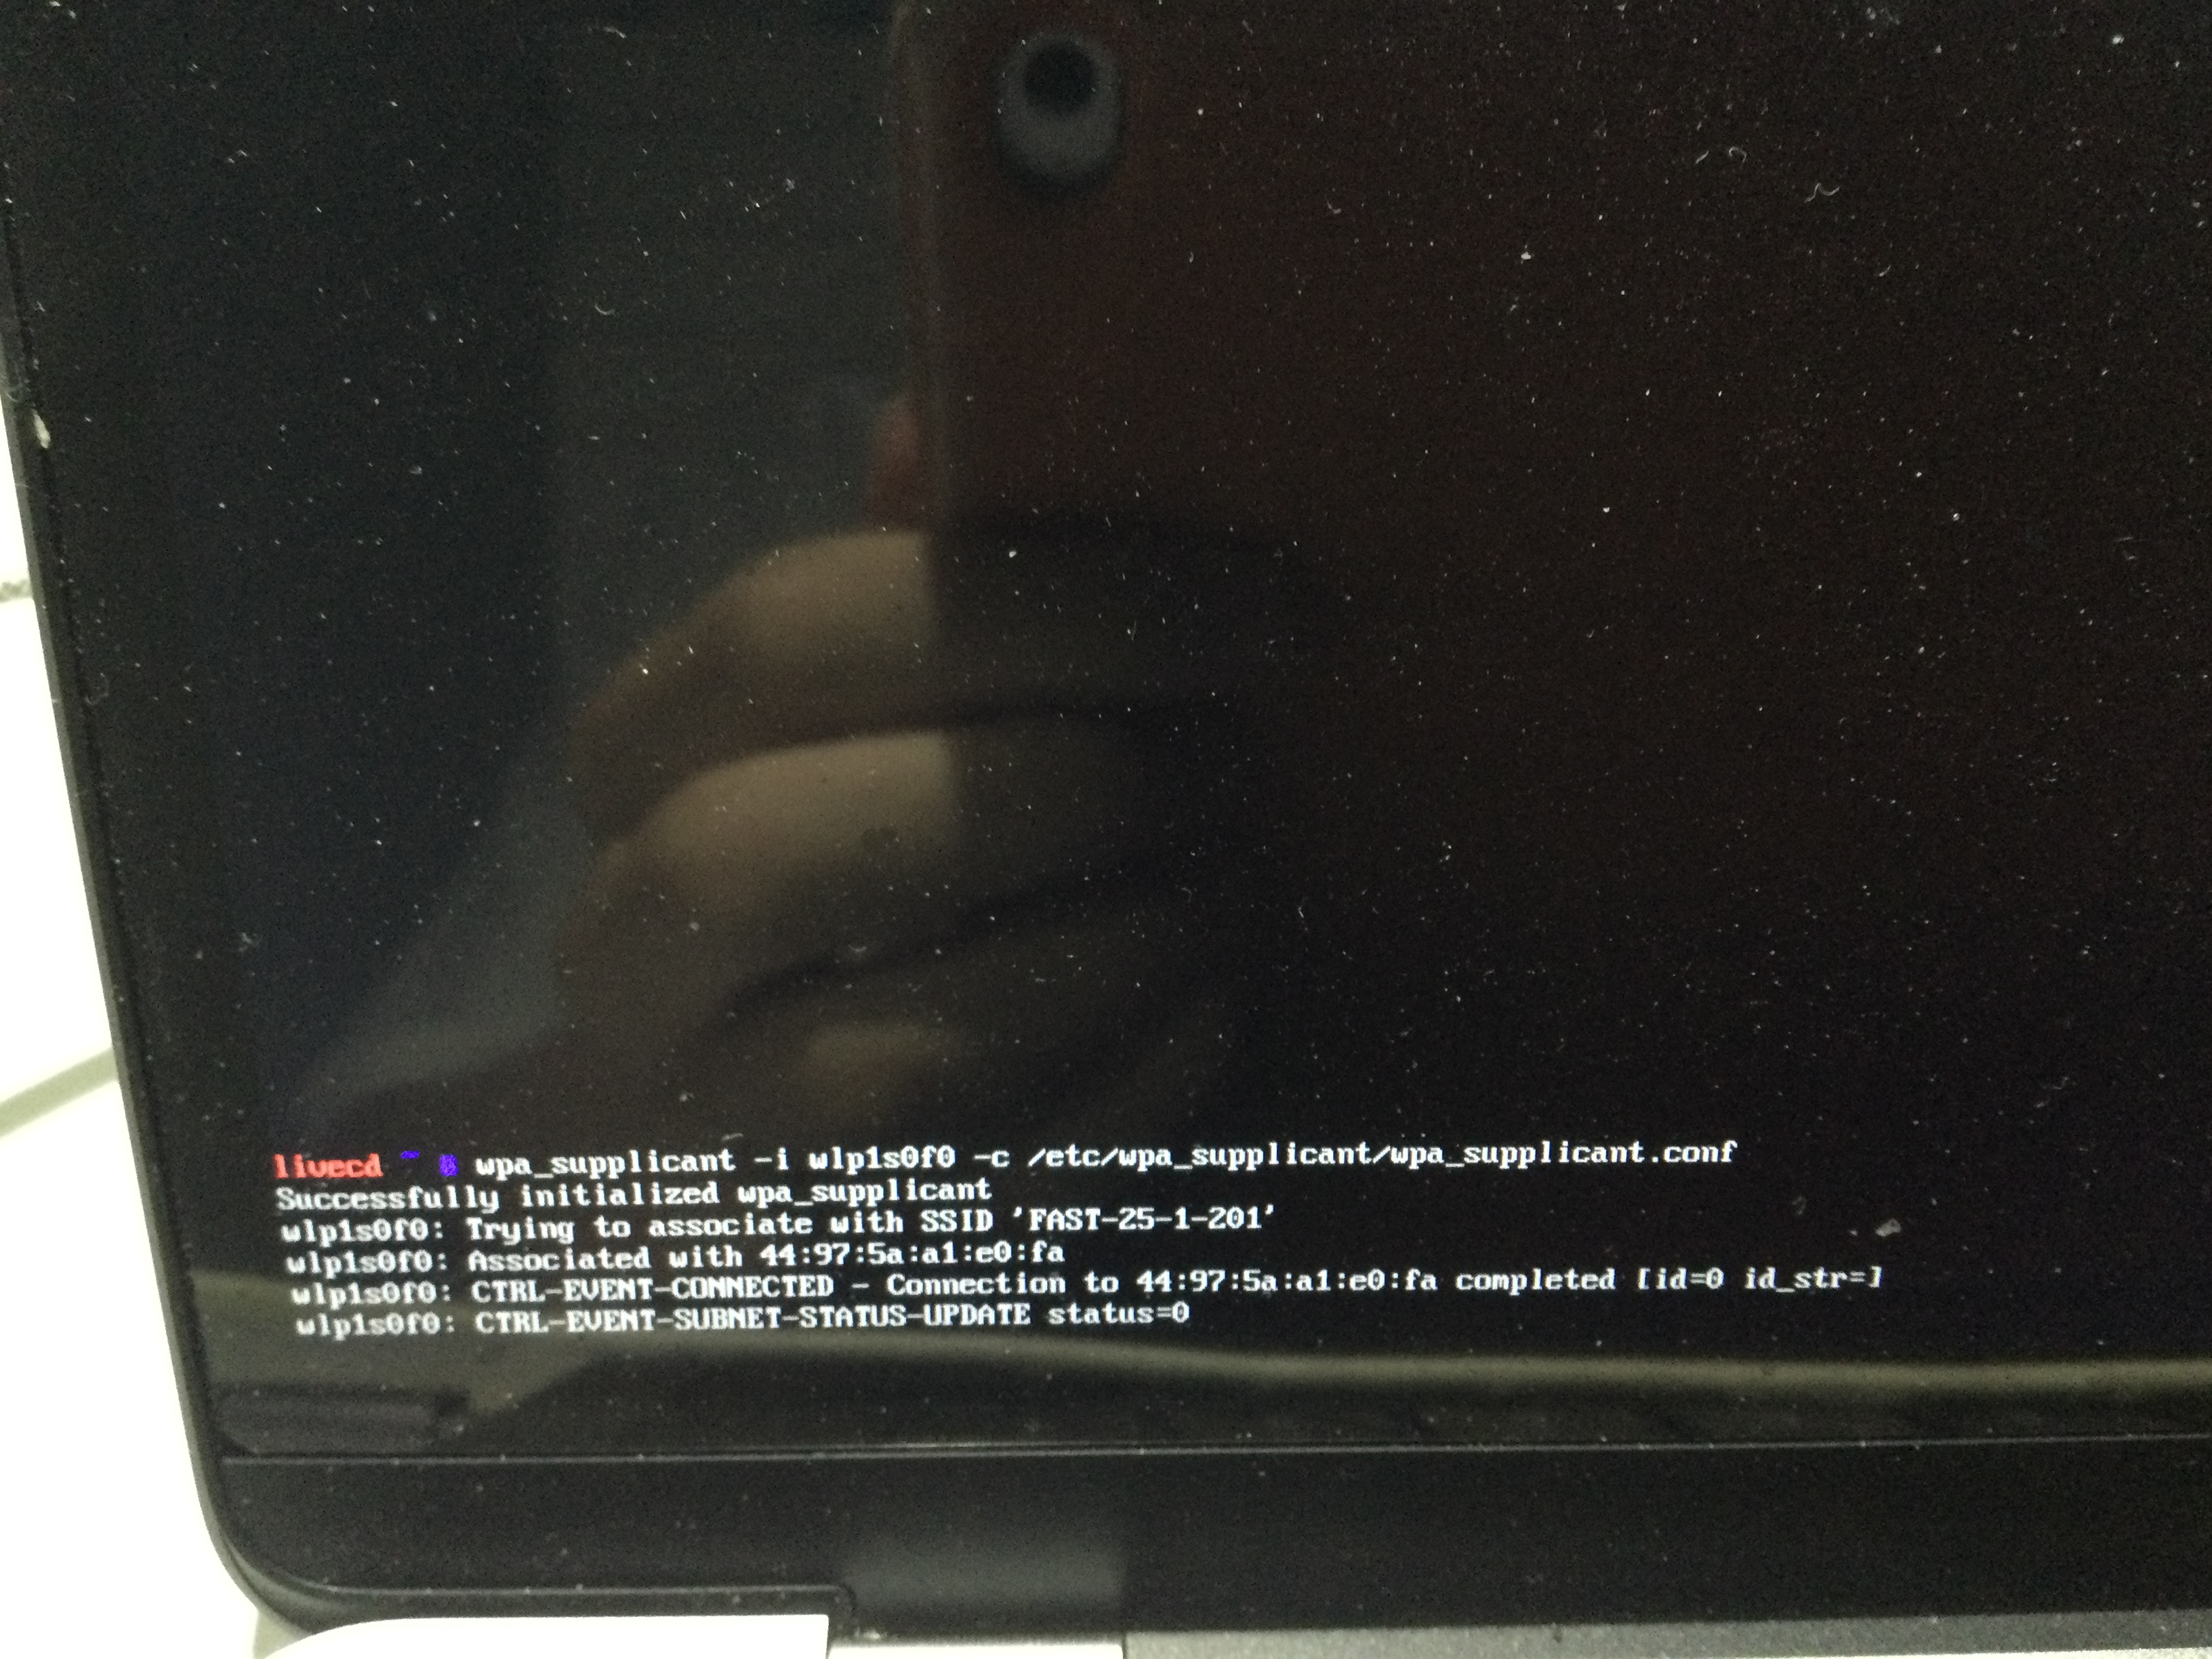 livecd ~ # wpa_supplicant -i wlp1s0f0 -c /etc/wpa_supplicant/wpa_supplicant.conf
Successfully initialized wpa_supplicant
wlp1s0f0: Trying to associate with SSID 'FAST-25-1-201'
wlp1s0f0: Associated with 44:97:5a:a1:e0:fa
wlp1s0f0: CTRL-EVENT-CONNECTED - Connection to 44:97:5a:a1:e0:fa completed [id=0 id_str=]
wlp1s0f0: CTRL-EVENT-SUBNET-STATUS-UPDATE status=0